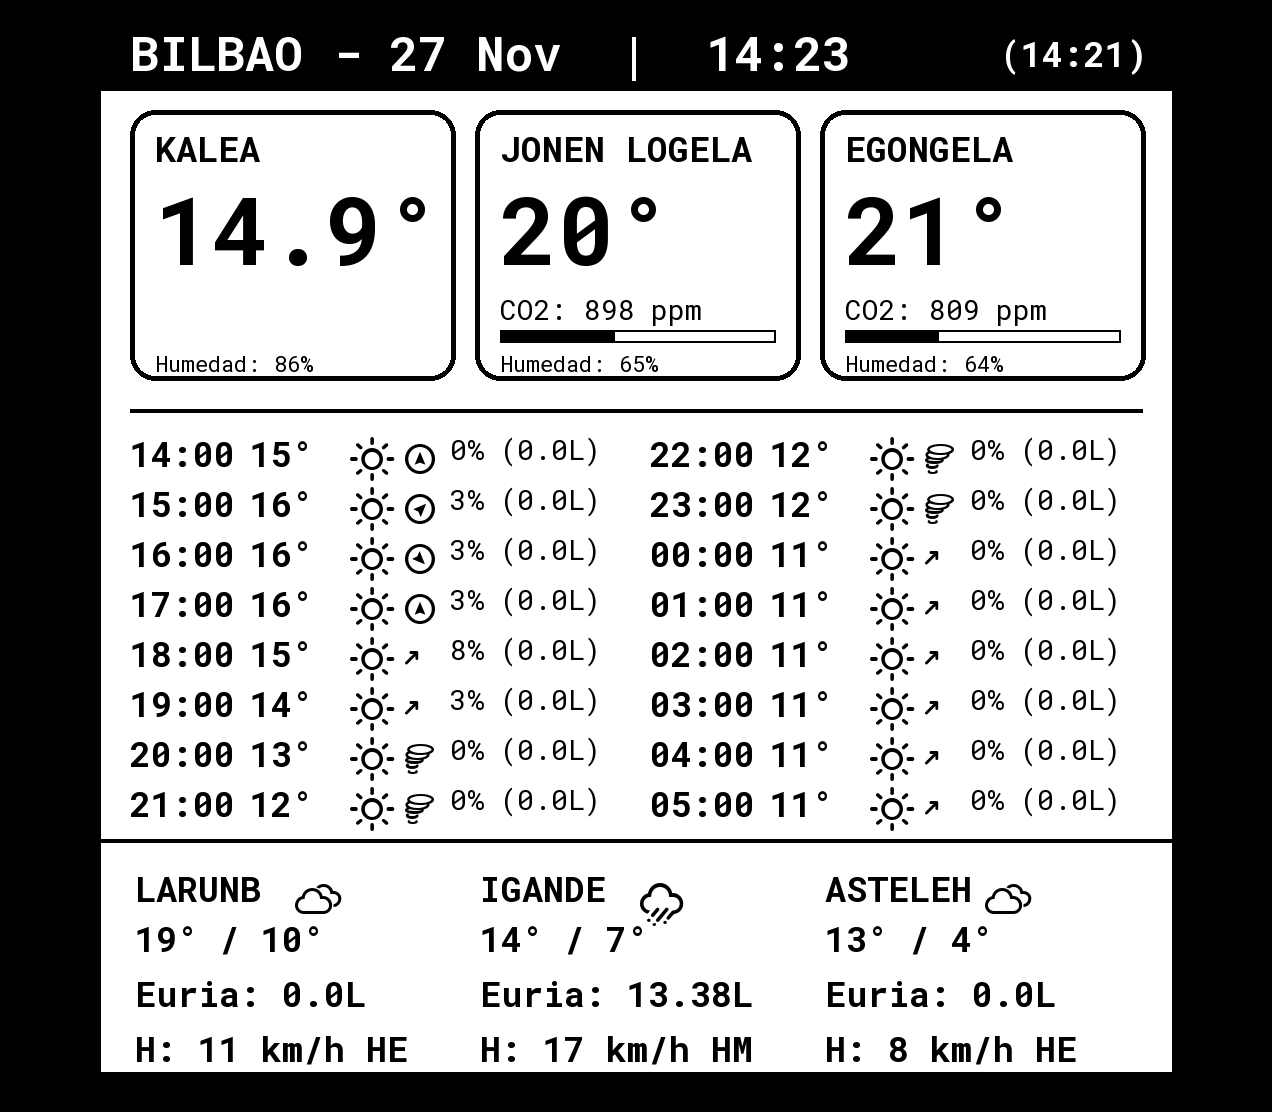 BILBAO - 27 Nov | 14:23 (14:21)
KALEA
14.9°
Humedad: 86%
JONEN LOGELA
20°
CO2: 898 ppm
Humedad: 65%
EGONGELA
21°
CO2: 809 ppm
Humedad: 64%
14:00 15° 0% (0.0L)
15:00 16° 3% (0.0L)
16:00 16° 3% (0.0L)
17:00 16° 3% (0.0L)
18:00 15° 8% (0.0L)
19:00 14° 3% (0.0L)
20:00 13° 0% (0.0L)
21:00 12° 0% (0.0L)
22:00 12° 0% (0.0L)
23:00 12° 0% (0.0L)
00:00 11° 0% (0.0L)
01:00 11° 0% (0.0L)
02:00 11° 0% (0.0L)
03:00 11° 0% (0.0L)
04:00 11° 0% (0.0L)
05:00 11° 0% (0.0L)
LARUNB
19° / 10°
Euria: 0.0L
H: 11 km/h HE
IGANDE
14° / 7°
Euria: 13.38L
H: 17 km/h HM
ASTELEH
13° / 4°
Euria: 0.0L
H: 8 km/h HE